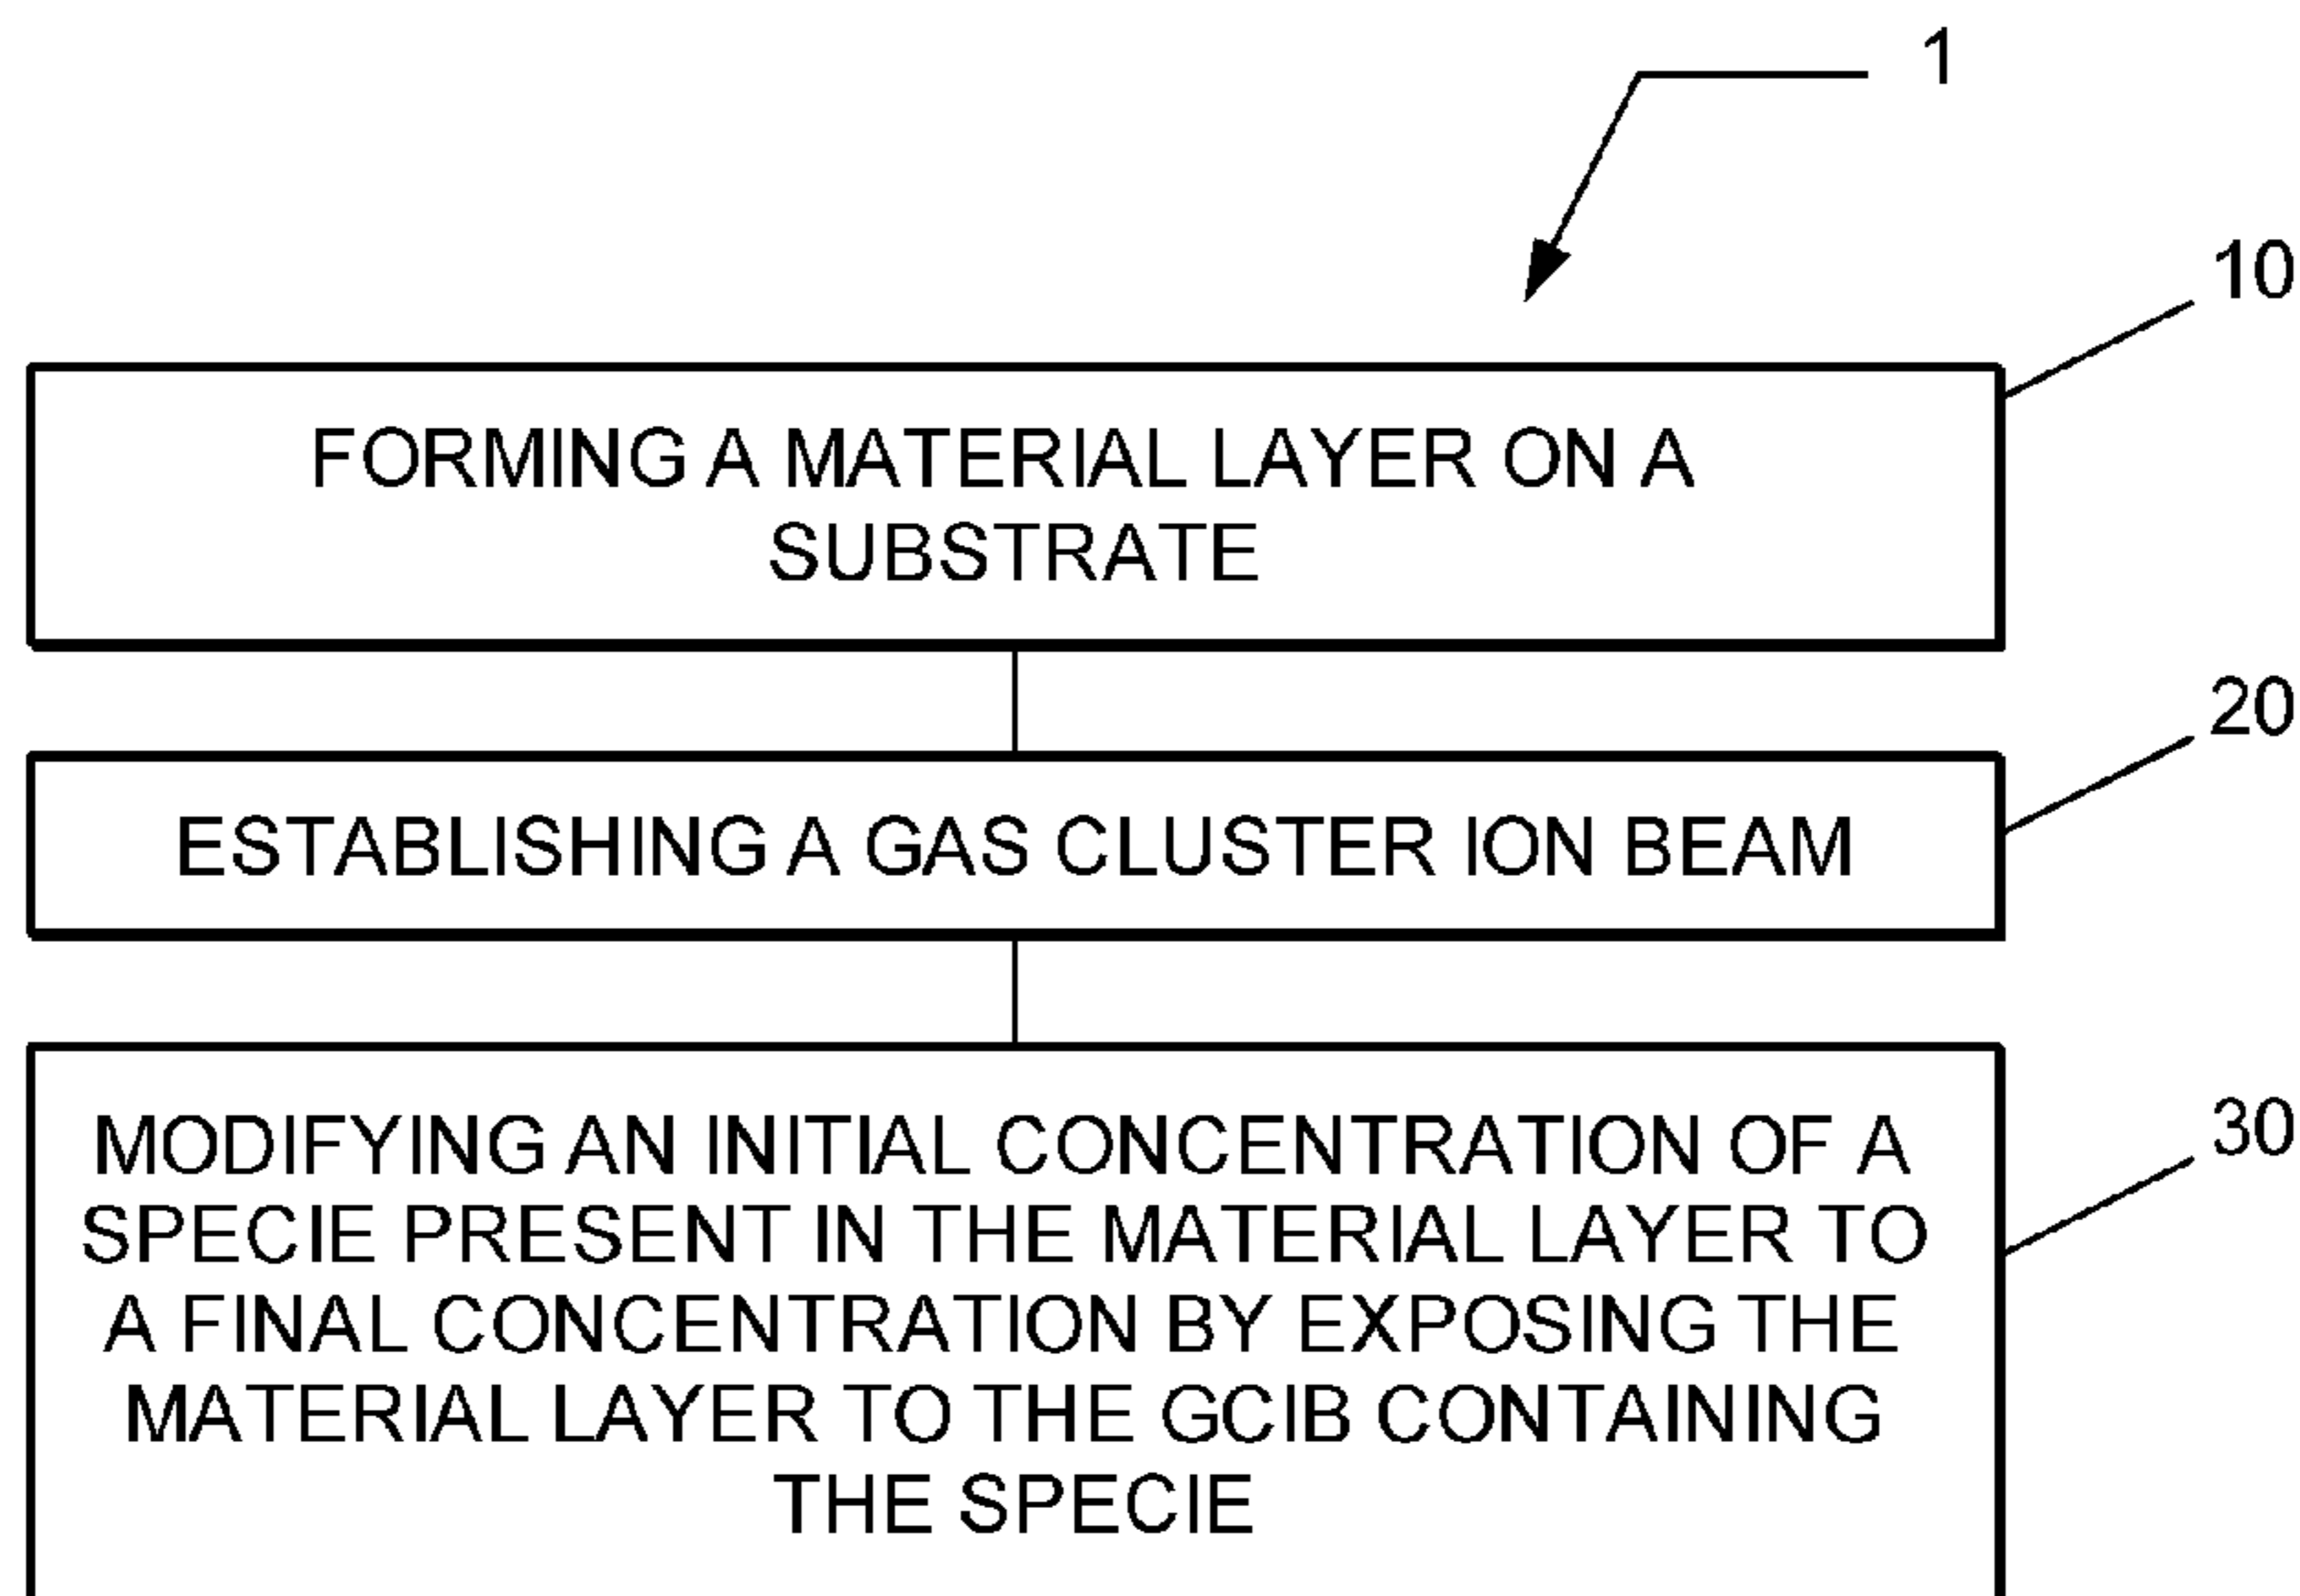 1
10
FORMING A MATERIAL LAYER ON A
SUBSTRATE
20
ESTABLISHING A GAS CLUSTER ION BEAM
30
MODIFYING AN INITIAL CONCENTRATION OF A
SPECIE PRESENT IN THE MATERIAL LAYER TO
A FINAL CONCENTRATION BY EXPOSING THE
MATERIAL LAYER TO THE GCIB CONTAINING
THE SPECIE